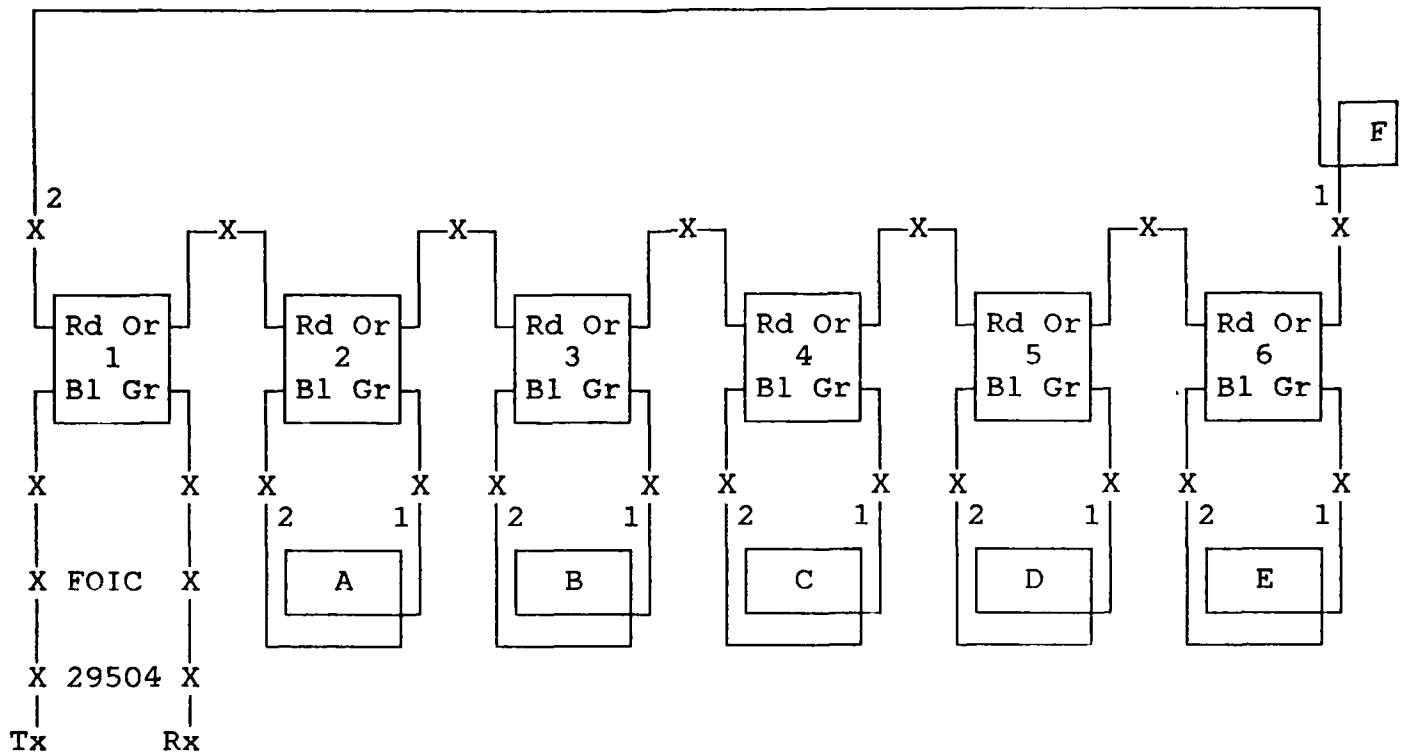 F
2 1
X X X X X X X
Rd Or Rd Or Rd Or Rd Or Rd Or Rd Or
1 2 3 4 5 6
Bl Gr Bl Gr Bl Gr Bl Gr Bl Gr Bl Gr
X X X X X X X X X X X X
2 1 2 1 2 1 2 1 2 1
X FOIC X A B C D E
X 29504 X
Tx Rx